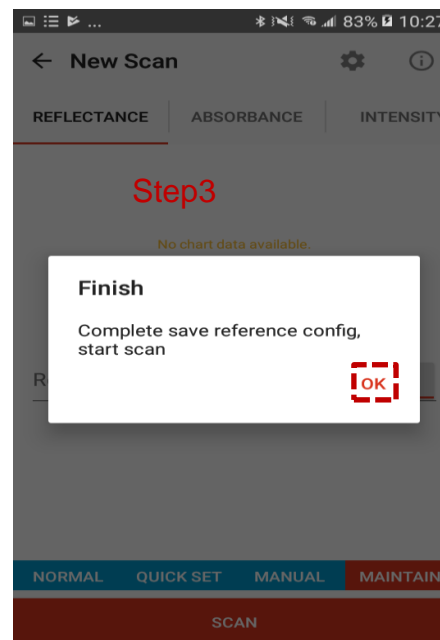 ... 83% 10:27
New Scan
REFLECTANCE ABSORBANCE INTENSITY
Step3
No chart data available.
Finish
Complete save reference config,
start scan
R
OK
NORMAL QUICK SET MANUAL MAINTAIN
SCAN